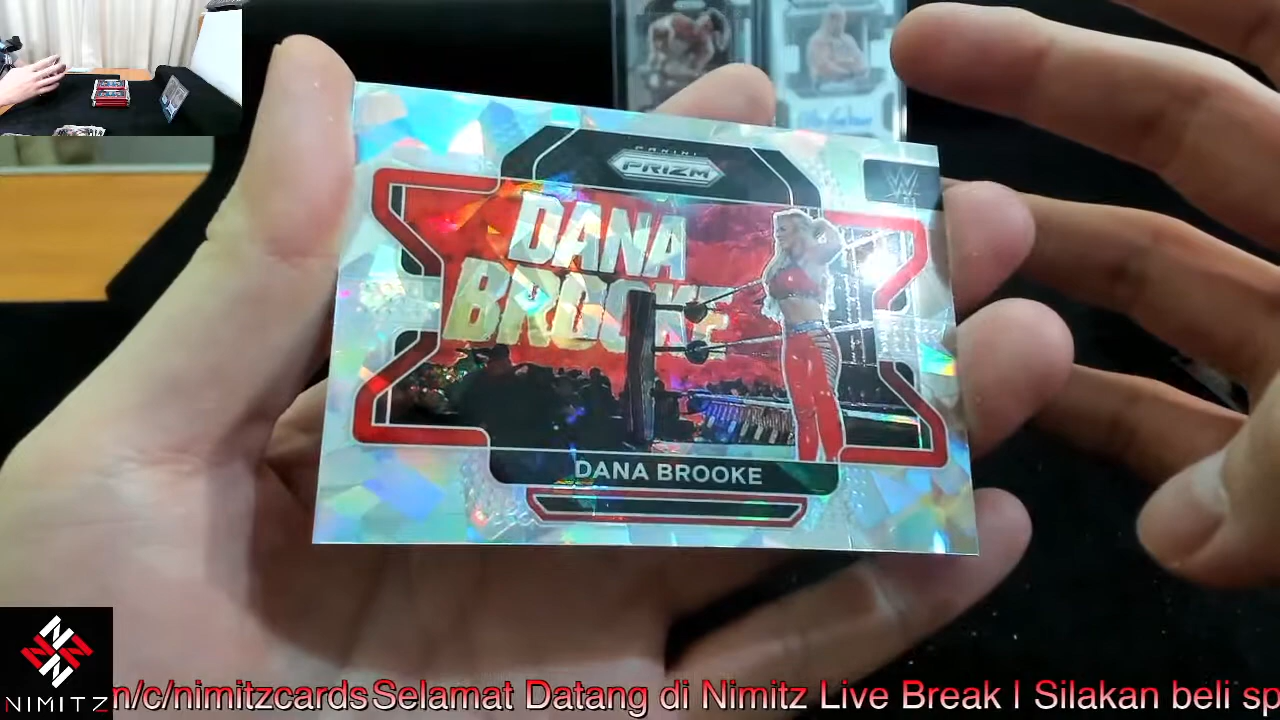 PANINI
PRIZM
W
DANA
BROOKE
DANA BROOKE
NIMITZ
n/c/nimitzcards Selamat Datang di Nimitz Live Break | Silakan beli sp